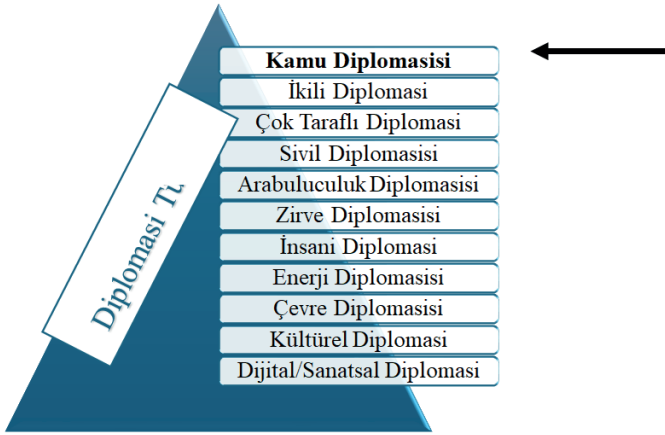 Kamu Diplomasisi
İkili Diplomasi
Çok Taraflı Diplomasi
Sivil Diplomasisi
Arabuluculuk Diplomasisi
Zirve Diplomasisi
İnsani Diplomasi
Enerji Diplomasisi
Çevre Diplomasisi
Kültürel Diplomasi
Dijital/Sanatsal Diplomasi
Diplomasi